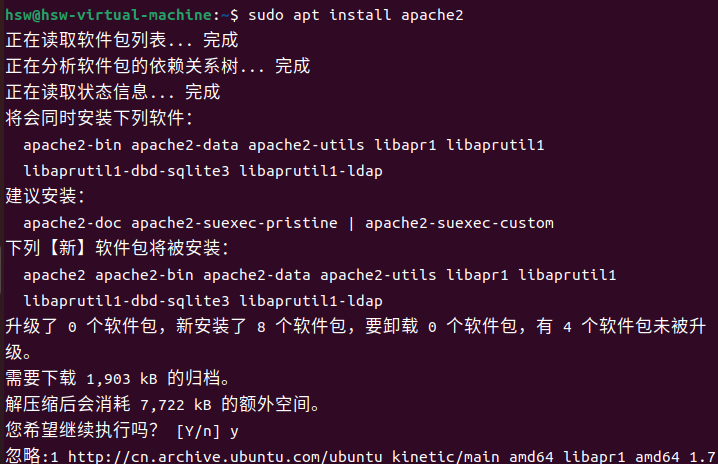 hsw@hsw-virtual-machine:~$ sudo apt install apache2
正在读取软件包列表... 完成
正在分析软件包的依赖关系树... 完成
正在读取状态信息... 完成
将会同时安装下列软件：
  apache2-bin apache2-data apache2-utils libapr1 libaprutil1
  libaprutil1-dbd-sqlite3 libaprutil1-ldap
建议安装：
  apache2-doc apache2-suexec-pristine | apache2-suexec-custom
下列【新】软件包将被安装：
  apache2 apache2-bin apache2-data apache2-utils libapr1 libaprutil1
  libaprutil1-dbd-sqlite3 libaprutil1-ldap
升级了 0 个软件包，新安装了 8 个软件包，要卸载 0 个软件包，有 4 个软件包未被升
级。
需要下载 1,903 kB 的归档。
解压缩后会消耗 7,722 kB 的额外空间。
您希望继续执行吗？ [Y/n] y
忽略:1 http://cn.archive.ubuntu.com/ubuntu kinetic/main amd64 libapr1 amd64 1.7